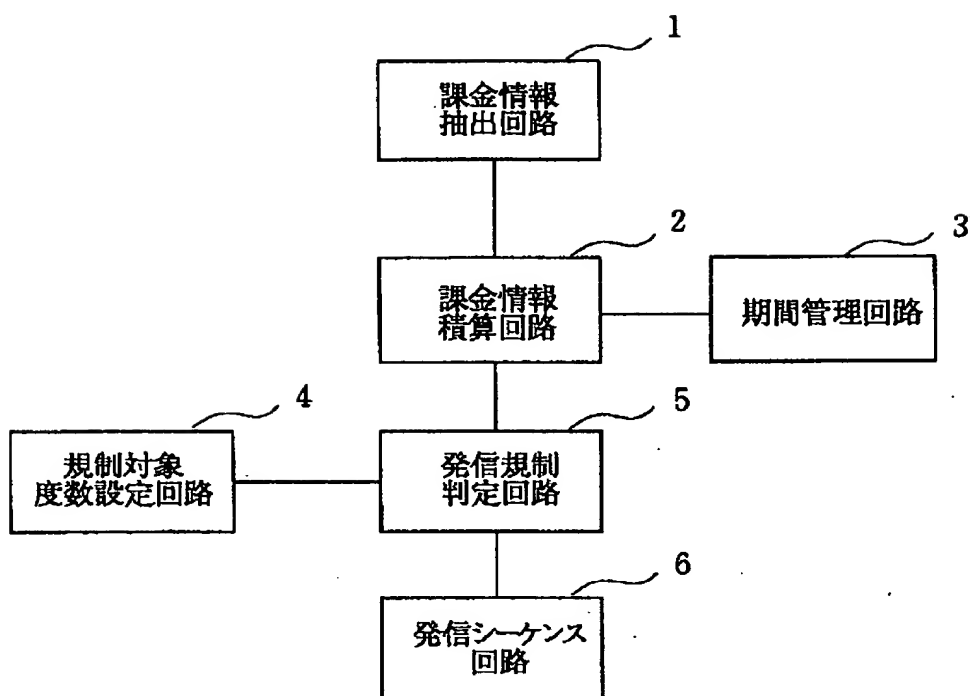 1
課金情報
抽出回路
2
3
課金情報
積算回路
期間管理回路
4
5
規制対象
度数設定回路
発信規制
判定回路
6
発信シーケンス
回路